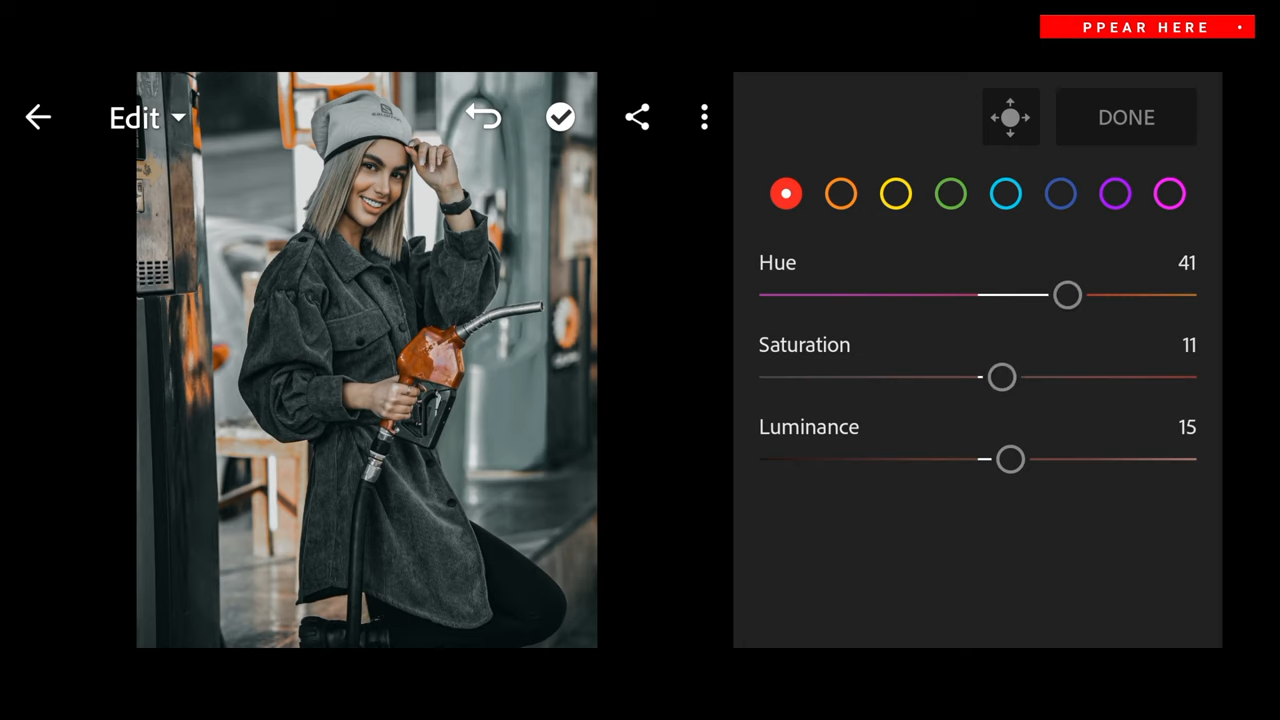 PPEAR HERE •
Edit
DONE
Hue 41
Saturation 11
Luminance 15